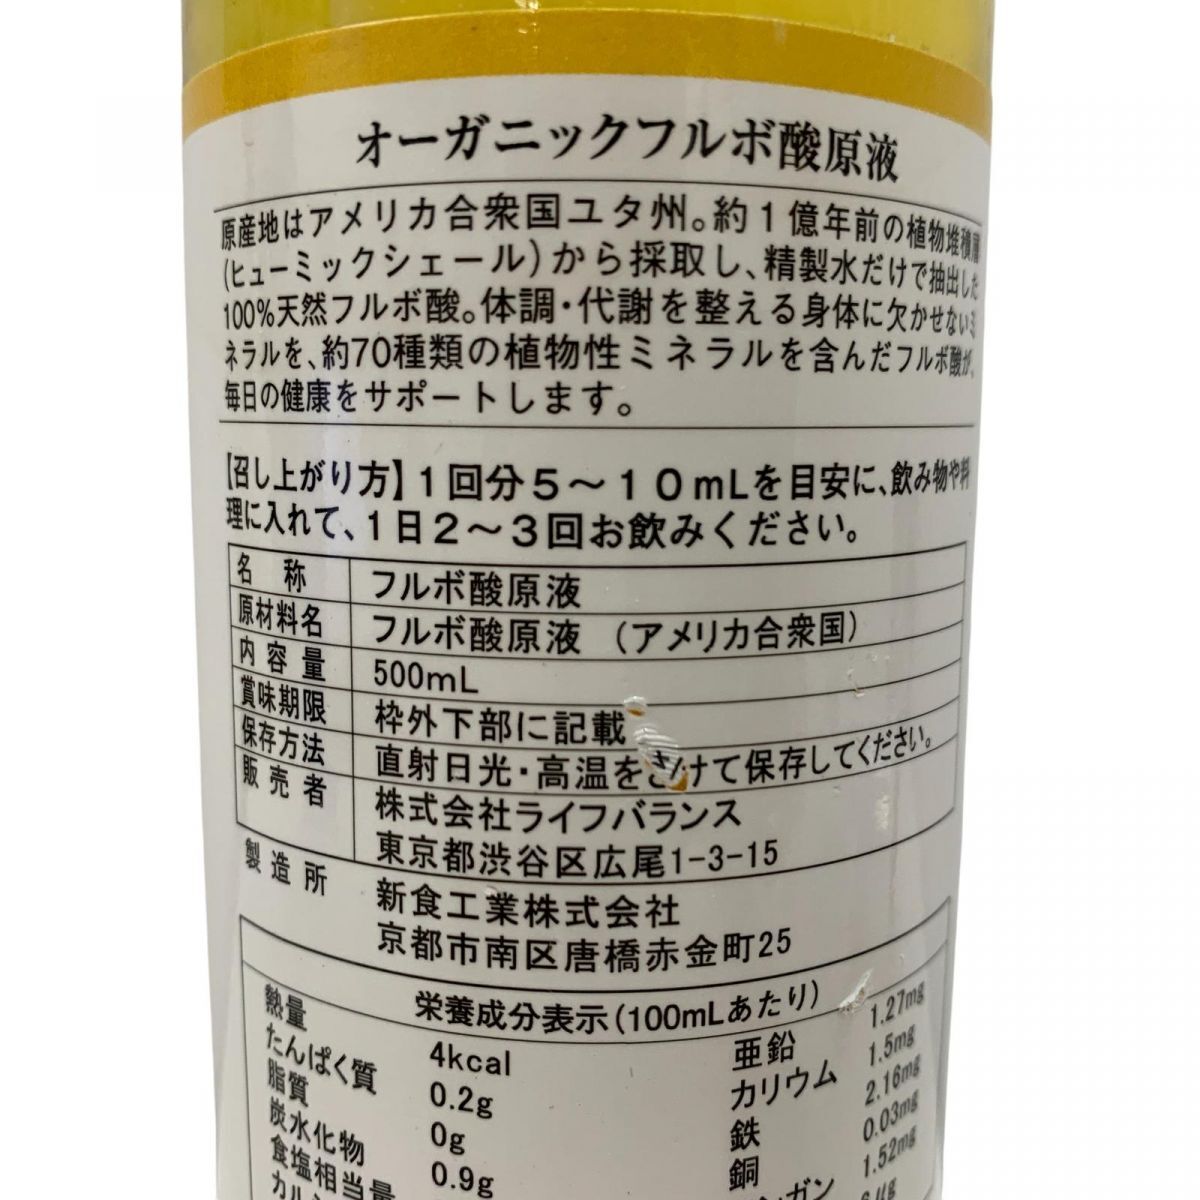 オーガニックフルボ酸原液
原産地はアメリカ合衆国ユタ州。約1億年前の植物堆積層
(ヒューミックシェール)から採取し、精製水だけで抽出した
100%天然フルボ酸。体調・代謝を整える身体に欠かせないミ
ネラルを、約70種類の植物性ミネラルを含んだフルボ酸が、
毎日の健康をサポートします。
【召し上がり方】1回分5〜10mLを目安に、飲み物や料
理に入れて、1日2〜3回お飲みください。
名称 フルボ酸原液
原材料名 フルボ酸原液 (アメリカ合衆国)
内容量 500mL
賞味期限 枠外下部に記載
保存方法 直射日光・高温をさけて保存してください。
販売者 株式会社ライフバランス
東京都渋谷区広尾1-3-15
製造所 新食工業株式会社
京都市南区唐橋赤金町25
栄養成分表示(100mLあたり)
熱量 4kcal
たんぱく質 0.2g
脂質 0g
炭水化物 0.9g
食塩相当量
亜鉛 1.27mg
カリウム 1.5mg
鉄 2.16mg
銅 0.03mg
1.52mg